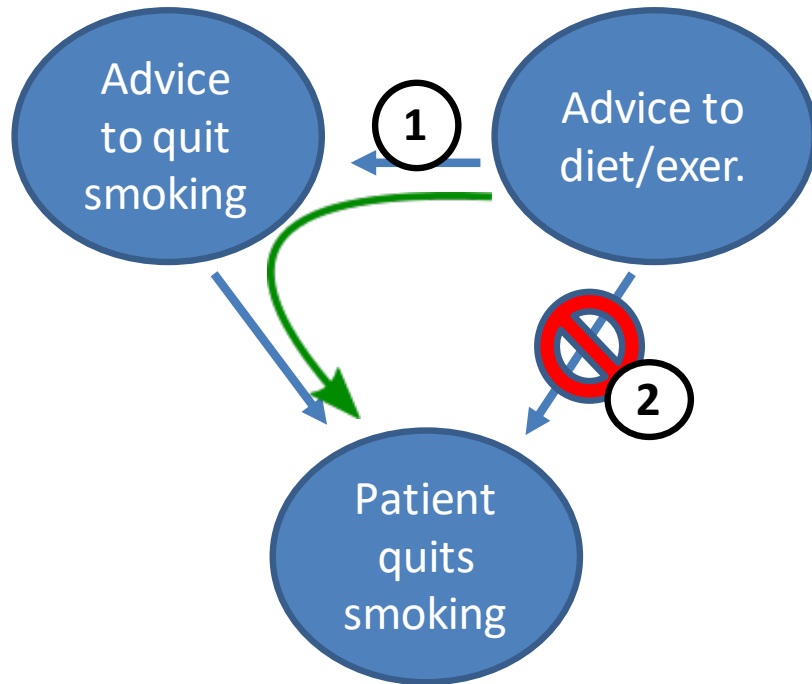 Advice
to quit
smoking
1
Advice to
diet/exer.
2
Patient
quits
smoking